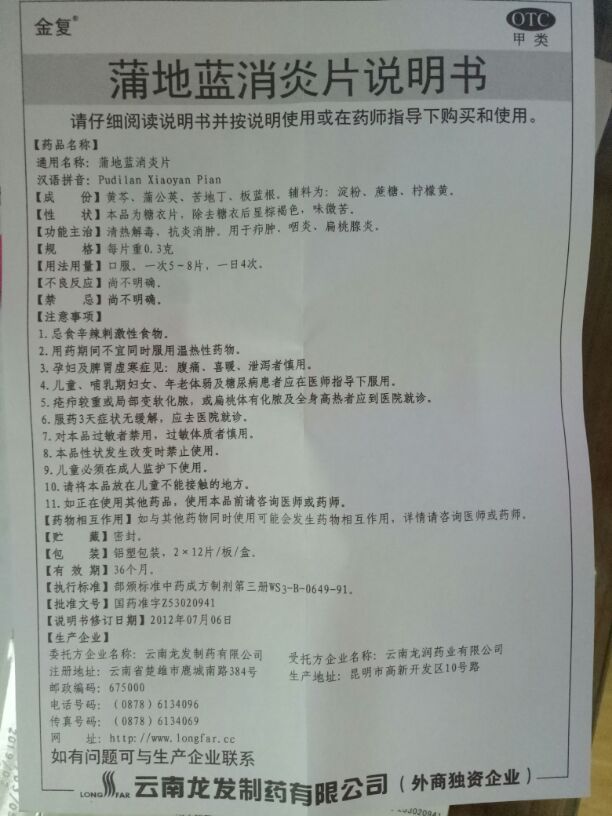 金复®
OTC
甲类
蒲地蓝消炎片说明书
请仔细阅读说明书并按说明使用或在药师指导下购买和使用。
【药品名称】
通用名称：蒲地蓝消炎片
汉语拼音：Pudilan Xiaoyan Pian
【成 份】黄芩、蒲公英、苦地丁、板蓝根。辅料为：淀粉、蔗糖、柠檬黄。
【性 状】本品为糖衣片，除去糖衣后显棕褐色，味微苦。
【功能主治】清热解毒、抗炎消肿。用于疖肿、咽炎、扁桃腺炎。
【规 格】每片重0.3克
【用法用量】口服。一次5~8片，一日4次。
【不良反应】尚不明确。
【禁 忌】尚不明确。
【注意事项】
1.忌食辛辣刺激性食物。
2.用药期间不宜同时服用温热性药物。
3.孕妇及脾胃虚寒症见：腹痛、喜暖、泄泻者慎用。
4.儿童、哺乳期妇女、年老体弱及糖尿病患者应在医师指导下服用。
5.疮疖较重或局部变软化脓，或扁桃体有化脓及全身高热者应到医院就诊。
6.服药3天症状无缓解，应去医院就诊。
7.对本品过敏者禁用，过敏体质者慎用。
8.本品性状发生改变时禁止使用。
9.儿童必须在成人监护下使用。
10.请将本品放在儿童不能接触的地方。
11.如正在使用其他药品，使用本品前请咨询医师或药师。
【药物相互作用】如与其他药物同时使用可能会发生药物相互作用，详情请咨询医师或药师。
【贮 藏】密封。
【包 装】铝塑包装，2×12片/板/盒。
【有 效 期】36个月。
【执行标准】部颁标准中药成方制剂第三册WS3-B-0649-91。
【批准文号】国药准字Z53020941
【说明书修订日期】2012年07月06日
【生产企业】
委托方企业名称：云南龙发制药有限公司
注册地址：云南省楚雄市鹿城南路384号
邮政编码：675000
电话号码：(0878)6134096
传真号码：(0878)6134069
网 址：http://www.longfar.cc
受托方企业名称：云南龙润药业有限公司
生产地址：昆明市高新开发区10号路
如有问题可与生产企业联系
LONG FAR 云南龙发制药有限公司（外商独资企业）